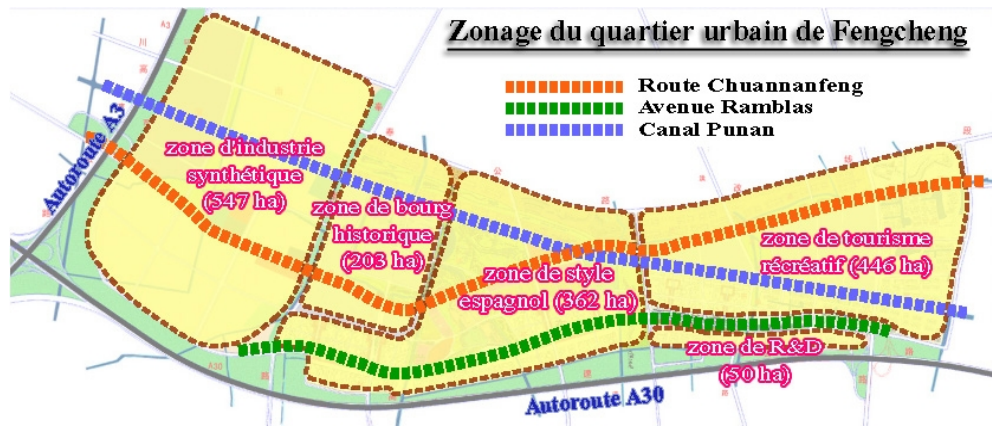 Zonage du quartier urbain de Fengcheng
Route Chuannanfeng
Avenue Ramblas
Canal Punan
Autoroute A3
zone d'industrie
synthétique
(547 ha)
zone de bourg
historique
(203 ha)
zone de style
espagnol (362 ha)
zone de tourisme
récréatif (446 ha)
zone de R&D
(50 ha)
A30
Autoroute A30